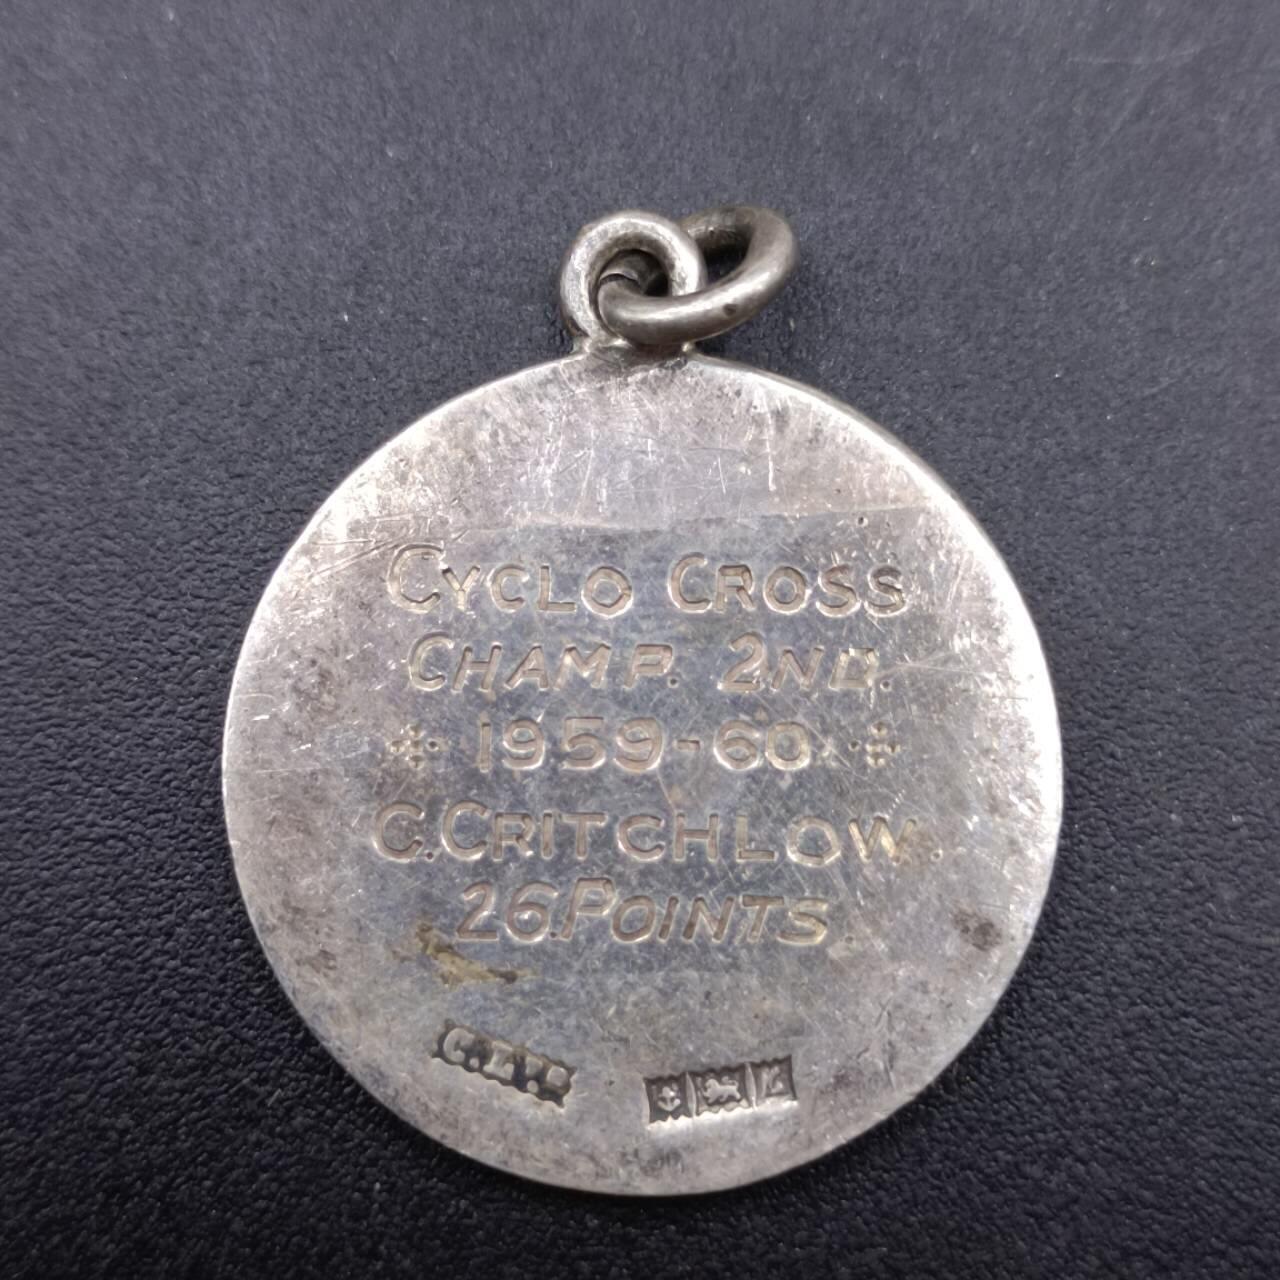 CYCLO CROSS
CHAMP. 2ND.
1959-60
C. CRITCHLOW.
26. POINTS